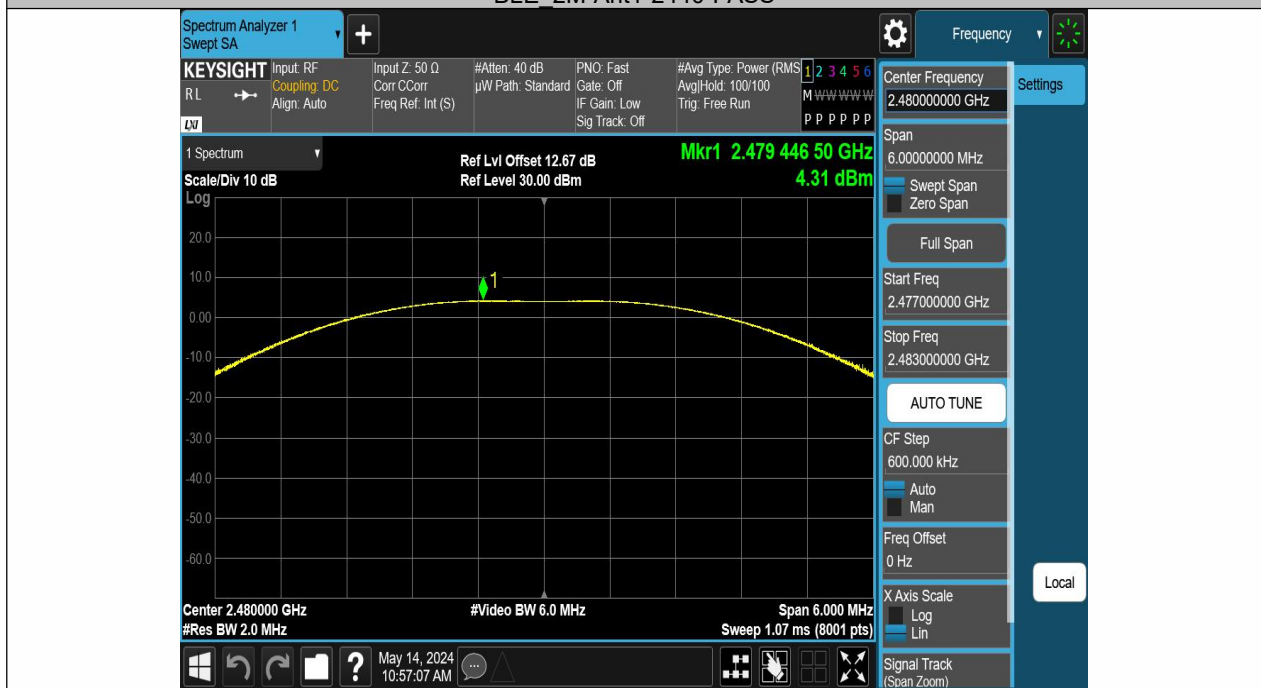 Spectrum Analyzer 1
Swept SA
Frequency
KEYSIGHT
RL
LXI
Input: RF
Coupling: DC
Align: Auto
Input Z: 50 Ω
Corr CCorr
Freq Ref: Int (S)
#Atten: 40 dB
µW Path: Standard
PNO: Fast
Gate: Off
IF Gain: Low
Sig Track: Off
#Avg Type: Power (RMS
Avg|Hold: 100/100
Trig: Free Run
1 2 3 4 5 6
M W W W W W
P P P P P P
1 Spectrum
Scale/Div 10 dB
Log
Ref Lvl Offset 12.67 dB
Ref Level 30.00 dBm
Mkr1 2.479 446 50 GHz
4.31 dBm
20.0
10.0
1
0.00
-10.0
-20.0
-30.0
-40.0
-50.0
-60.0
Center 2.480000 GHz
#Res BW 2.0 MHz
#Video BW 6.0 MHz
Span 6.000 MHz
Sweep 1.07 ms (8001 pts)
?
May 14, 2024
10:57:07 AM
Center Frequency
2.480000000 GHz
Settings
Span
6.00000000 MHz
Swept Span
Zero Span
Full Span
Start Freq
2.477000000 GHz
Stop Freq
2.483000000 GHz
AUTO TUNE
CF Step
600.000 kHz
Auto
Man
Freq Offset
0 Hz
X Axis Scale
Log
Lin
Local
Signal Track
(Span Zoom)